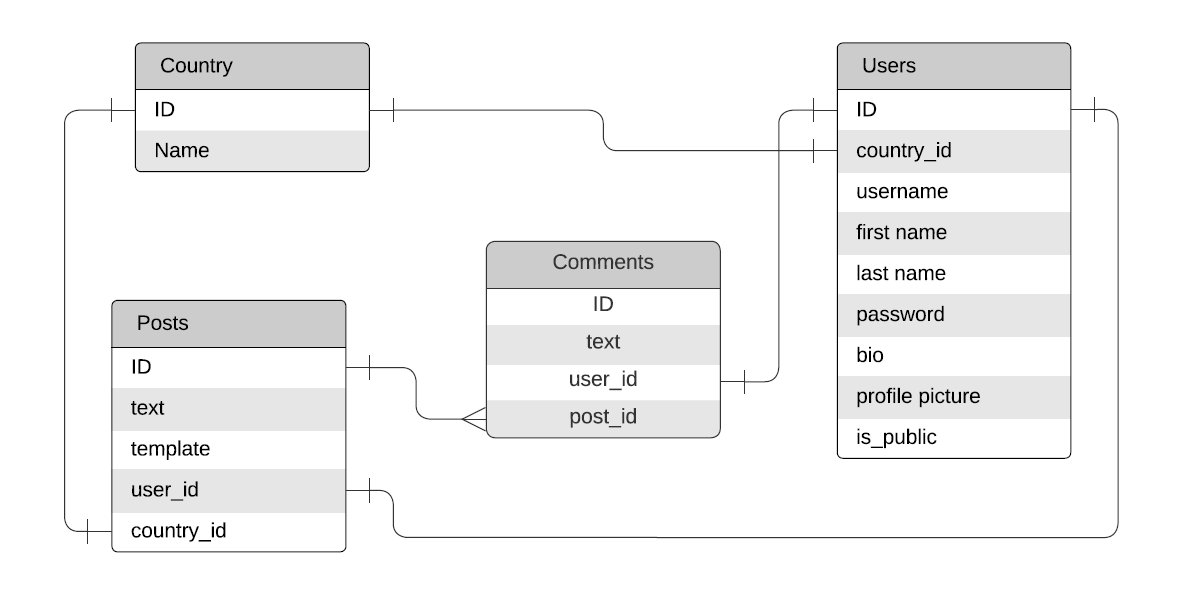 Country
ID
Name
Users
ID
country_id
username
first name
last name
password
bio
profile picture
is_public
Comments
ID
text
user_id
post_id
Posts
ID
text
template
user_id
country_id